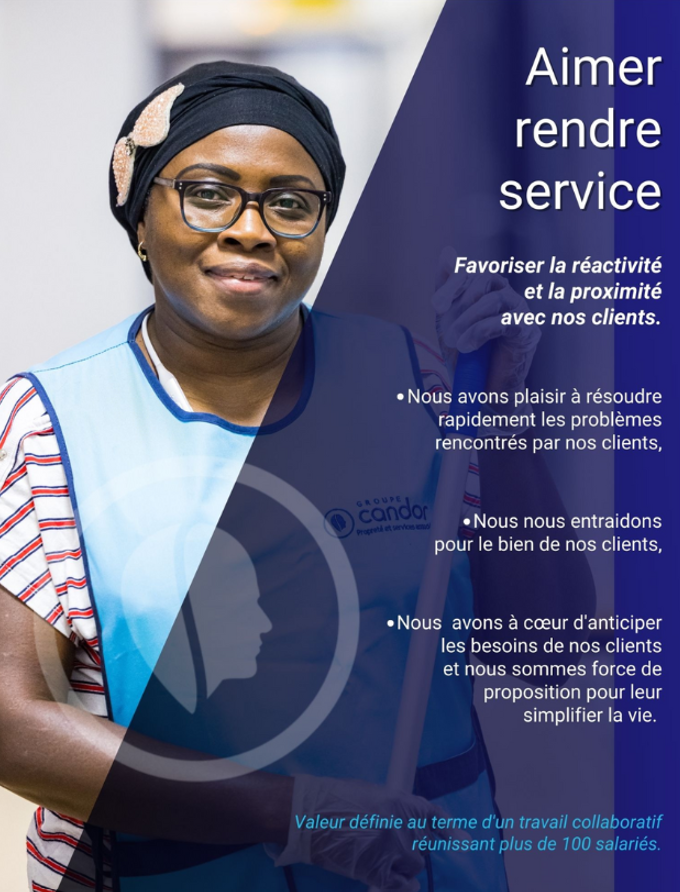 Aimer
rendre
service
Favoriser la réactivité
et la proximité
avec nos clients.
•Nous avons plaisir à résoudre
rapidement les problèmes
rencontrés par nos clients,
•Nous nous entraidons
pour le bien de nos clients,
•Nous  avons à cœur d'anticiper
les besoins de nos clients
et nous sommes force de
proposition pour leur
simplifier la vie.
GROUPE
candor
Propreté et services
Valeur définie au terme d'un travail collaboratif
réunissant plus de 100 salariés.